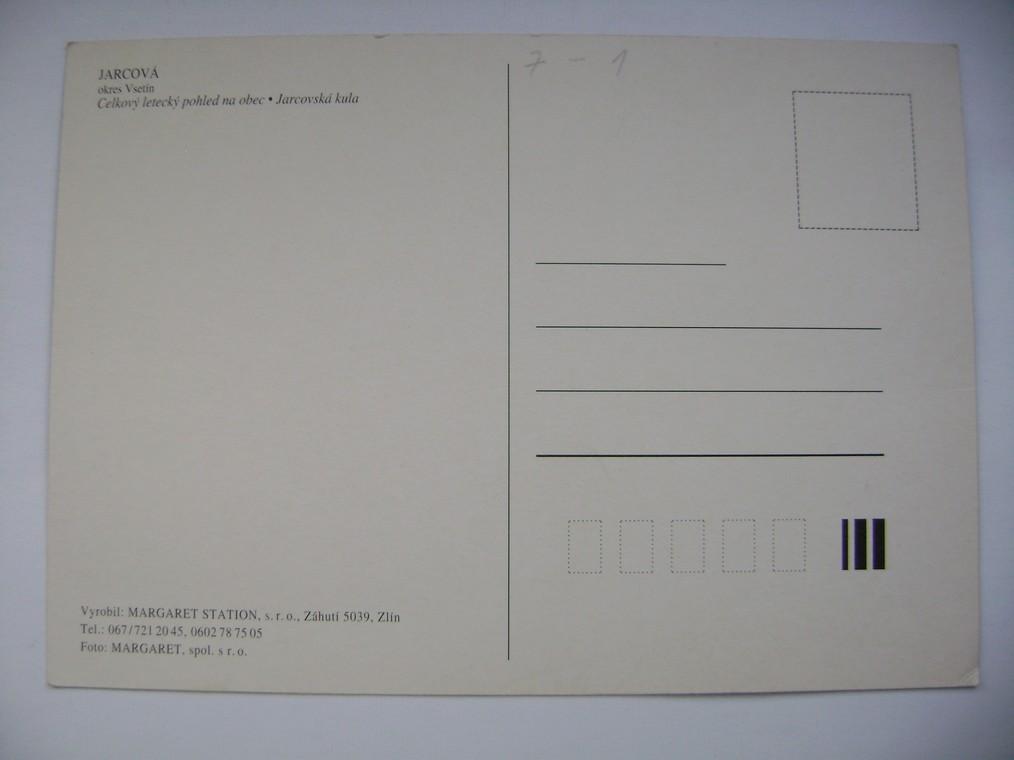 JARCOVÁ
okres Vsetín
Celkový letecký pohled na obec • Jarcovská kula
7 - 1
Vyrobil: MARGARET STATION, s. r. o., Záhutí 5039, Zlín
Tel.: 067/721 20 45, 0602 78 75 05
Foto: MARGARET, spol. s r. o.